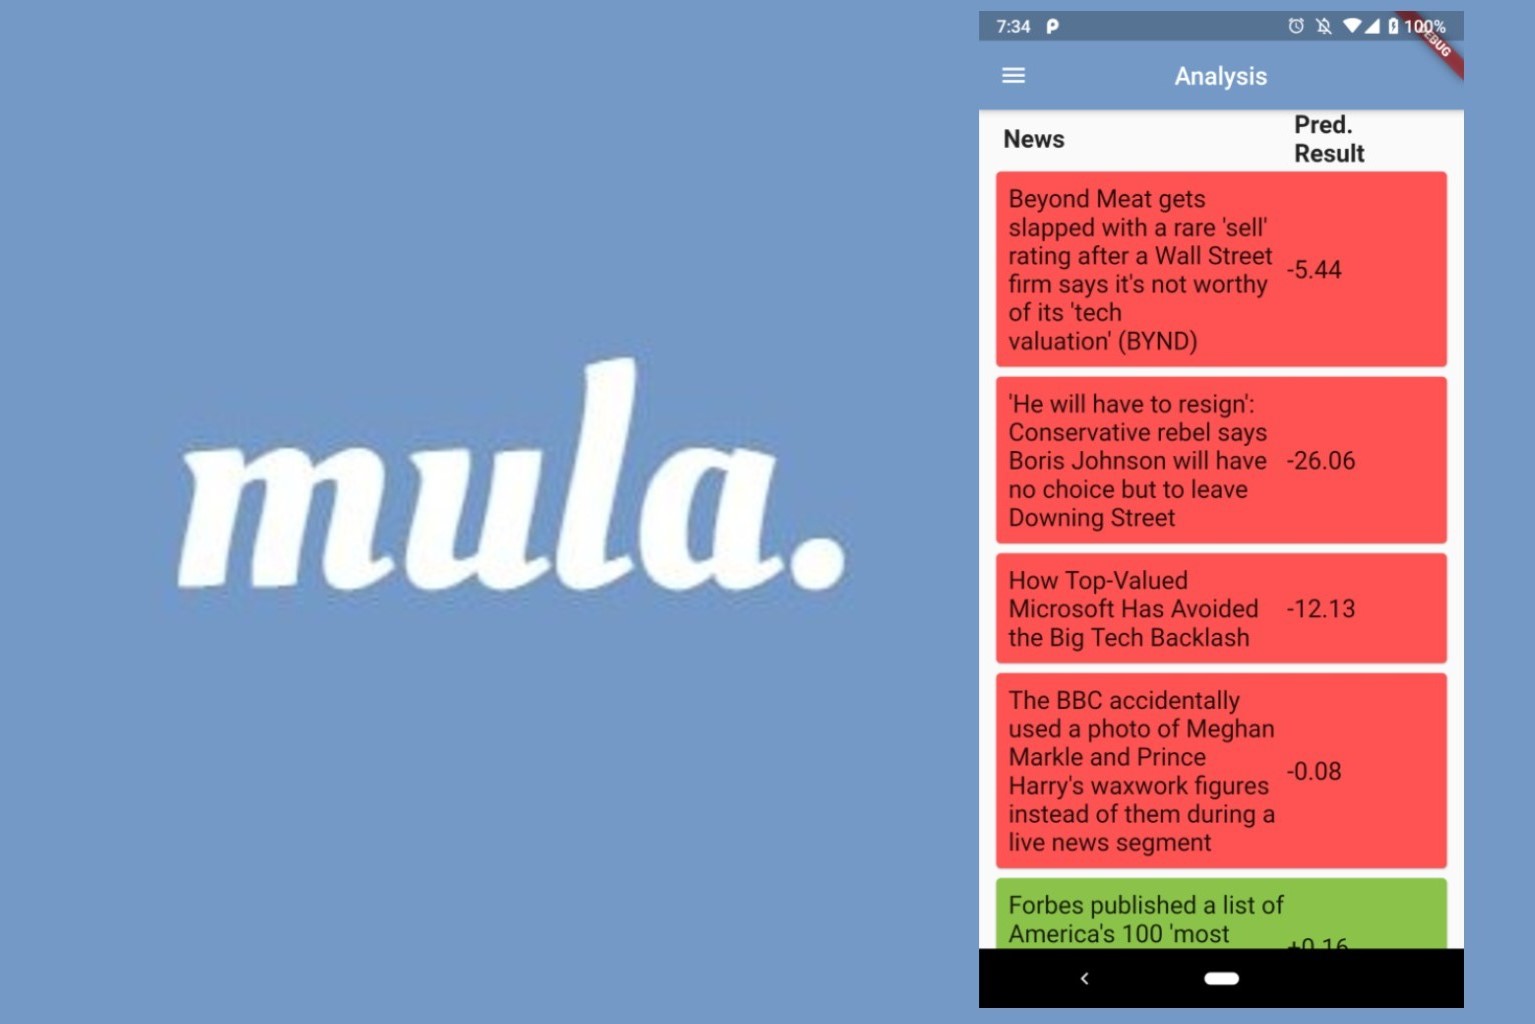 mula.
7:34
100%
DEBUG
Analysis
News
Pred.
Result
Beyond Meat gets
slapped with a rare 'sell'
rating after a Wall Street
firm says it's not worthy
of its 'tech
valuation' (BYND)
-5.44
'He will have to resign':
Conservative rebel says
Boris Johnson will have
no choice but to leave
Downing Street
-26.06
How Top-Valued
Microsoft Has Avoided
the Big Tech Backlash
-12.13
The BBC accidentally
used a photo of Meghan
Markle and Prince
Harry's waxwork figures
instead of them during a
live news segment
-0.08
Forbes published a list of
America's 100 'most
+0.16